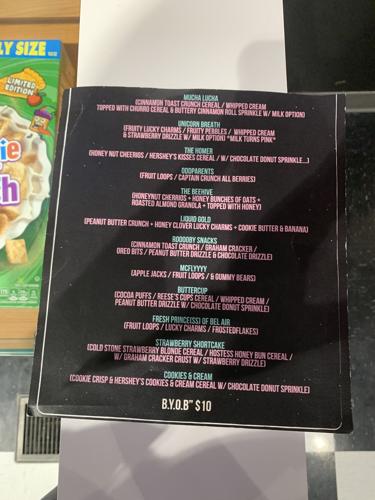 LY SIZE
LIMITED
EDITION
ie
h
MUCHA LUCHA
(CINNAMON TOAST CRUNCH CEREAL / WHIPPED CREAM
TOPPED WITH CHURRO CEREAL & BUTTERY CINNAMON ROLL SPRINKLE W/ MILK OPTION)
UNICORN BREATH
(FRUITY LUCKY CHARMS / FRUITY PEBBLES / WHIPPED CREAM
& STRAWBERRY DRIZZLE W/ MILK OPTION) *MILK TURNS PINK*
THE HOMER
(HONEY NUT CHEERIOS / HERSHEY'S KISSES CEREAL / W/ CHOCOLATE DONUT SPRINKLE...)
ODDPARENTS
(FRUIT LOOPS / CAPTAIN CRUNCH ALL BERRIES)
THE BEEHIVE
(HONEYNUT CHERRIOS + HONEY BUNCHES OF OATS +
ROASTED ALMOND GRANOLA + TOPPED WITH HONEY)
LIQUID GOLD
(PEANUT BUTTER CRUNCH + HONEY CLOVER LUCKY CHARMS + COOKIE BUTTER & BANANA)
ROOOOBY SNACKS
(CINNAMON TOAST CRUNCH / GRAHAM CRACKER /
OREO BITS / PEANUT BUTTER DRIZZLE & CHOCOLATE DRIZZLE)
MCFLYYYY
(APPLE JACKS / FRUIT LOOPS / & GUMMY BEARS)
BUTTERCUP
(COCOA PUFFS / REESE'S CUPS CEREAL / WHIPPED CREAM /
PEANUT BUTTER DRIZZLE W/ CHOCOLATE DONUT SPRINKLE)
FRESH PRINCE(SS) OF BEL AIR
(FRUIT LOOPS / LUCKY CHARMS / FROSTEDFLAKES)
STRAWBERRY SHORTCAKE
(COLD STONE STRAWBERRY BLONDE CEREAL / HOSTESS HONEY BUN CEREAL /
W/ GRAHAM CRACKER CRUST W/ STRAWBERRY DRIZZLE)
COOKIES & CREAM
(COOKIE CRISP & HERSHEY'S COOKIES & CREAM CEREAL W/ CHOCOLATE DONUT SPRINKLE)
B.Y.O.B" $10